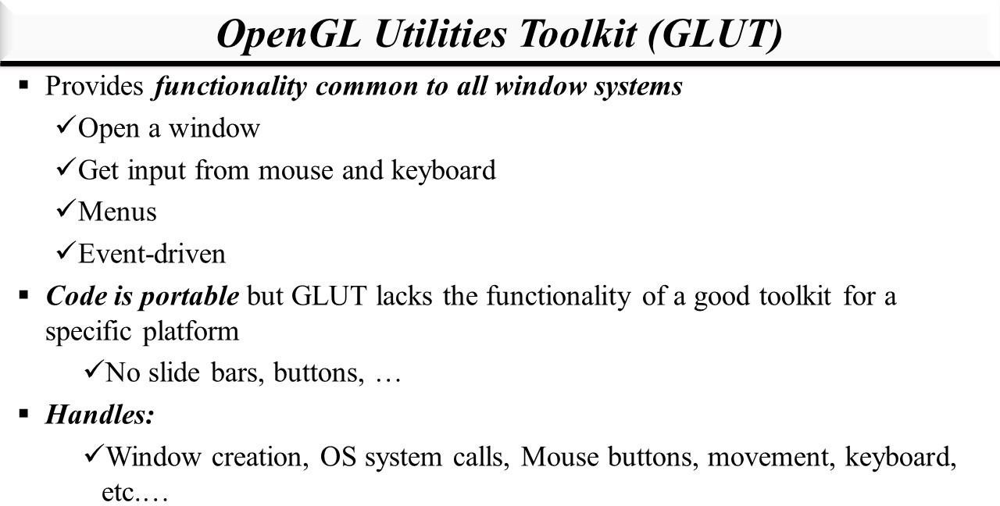 OpenGL Utilities Toolkit (GLUT)
▪ Provides functionality common to all window systems
✓Open a window
✓Get input from mouse and keyboard
✓Menus
✓Event-driven
▪ Code is portable but GLUT lacks the functionality of a good toolkit for a
specific platform
✓No slide bars, buttons, …
▪ Handles:
✓Window creation, OS system calls, Mouse buttons, movement, keyboard,
etc.…